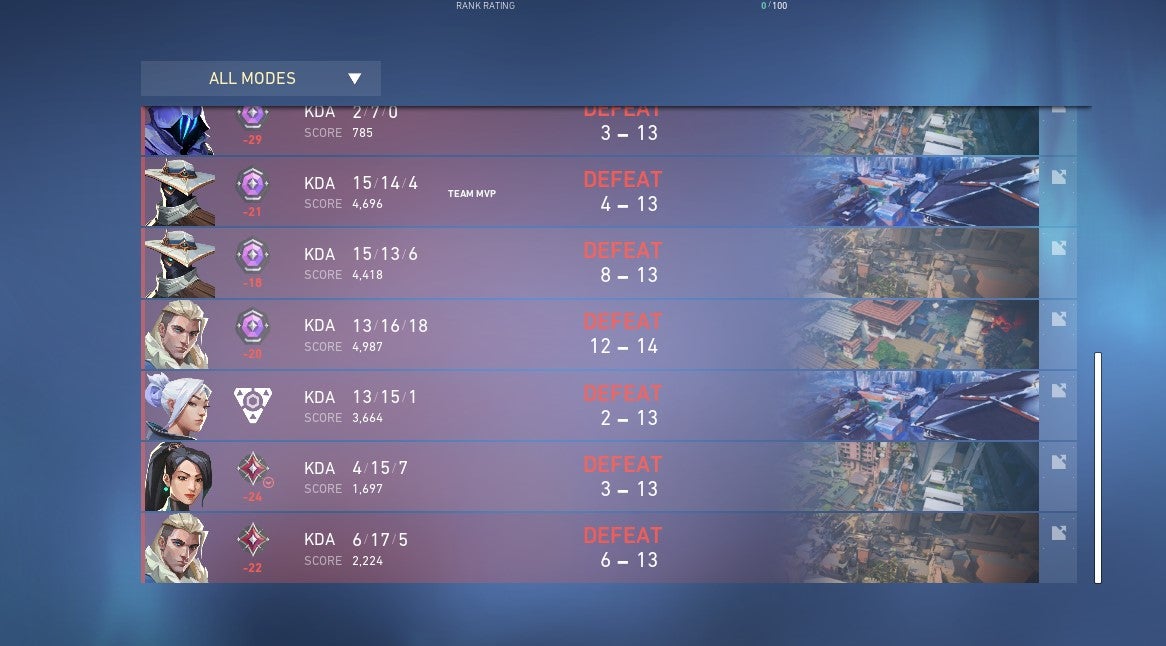 RANK RATING 0/100
ALL MODES
KDA 2/7/0 DEFEAT
-29 SCORE 785 3 – 13
KDA 15/14/4 TEAM MVP DEFEAT
-21 SCORE 4,696 4 – 13
KDA 15/13/6 DEFEAT
-18 SCORE 4,418 8 – 13
KDA 13/16/18 DEFEAT
-20 SCORE 4,987 12 – 14
KDA 13/15/1 DEFEAT
SCORE 3,664 2 – 13
KDA 4/15/7 DEFEAT
-24 SCORE 1,697 3 – 13
KDA 6/17/5 DEFEAT
-22 SCORE 2,224 6 – 13